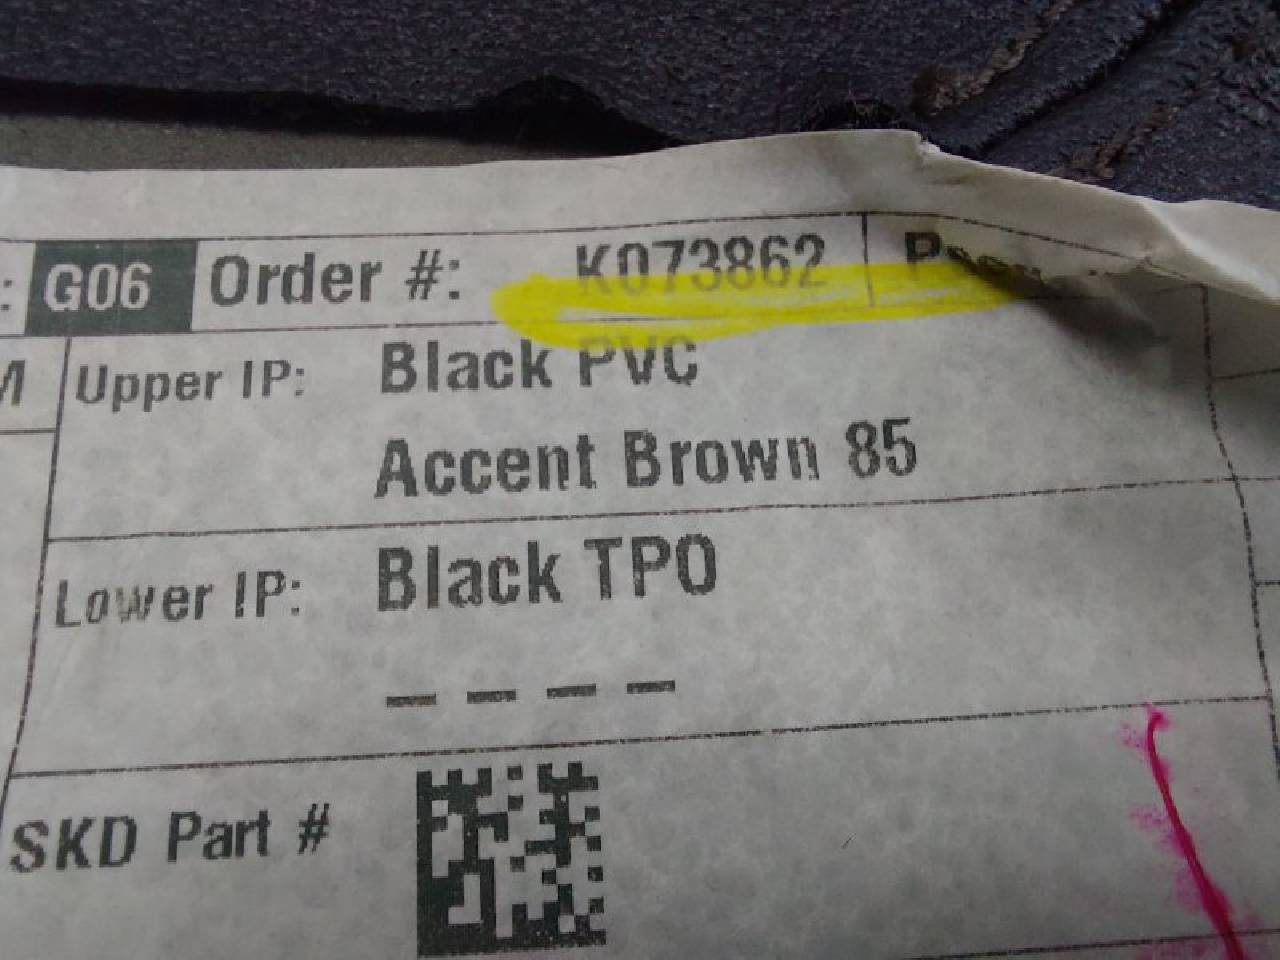 : G06 Order #: K073862
M Upper IP: Black PVC
Accent Brown 85
Lower IP: Black TPO
– – – –
SKD Part #